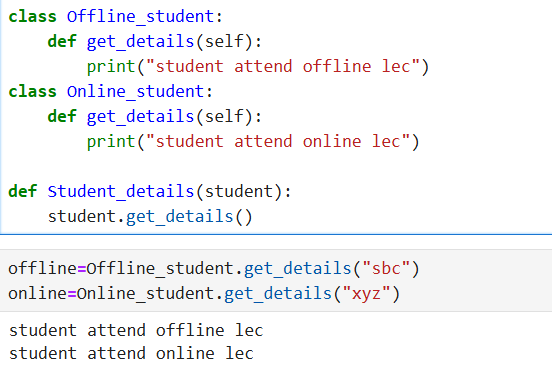 class Offline_student:
    def get_details(self):
        print("student attend offline lec")
class Online_student:
    def get_details(self):
        print("student attend online lec")

def Student_details(student):
    student.get_details()

offline=Offline_student.get_details("sbc")
online=Online_student.get_details("xyz")

student attend offline lec
student attend online lec